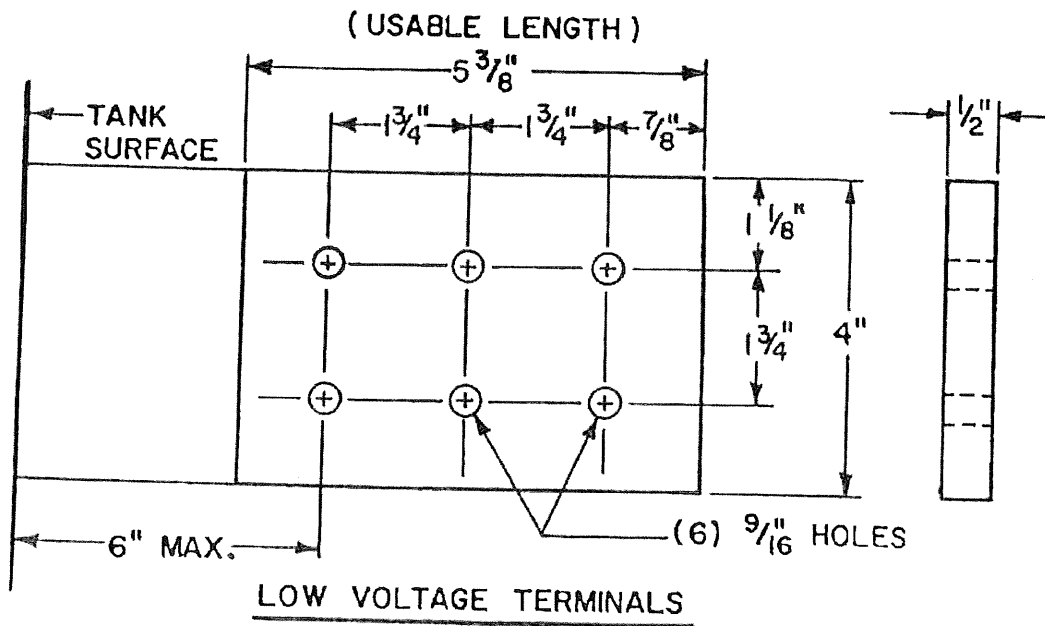 (USABLE LENGTH)
5 3/8"
TANK
SURFACE
1 3/4"
1 3/4"
7/8"
1/2"
1 1/8"
1 3/4"
4"
6" MAX.
(6) 9/16" HOLES
LOW VOLTAGE TERMINALS